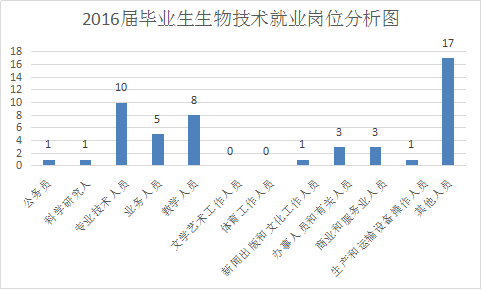 2016届毕业生生物技术就业岗位分析图
18
16
14
12
10
8
6
4
2
0
1
1
10
5
8
0
0
1
3
3
1
17
公务员
科学研究人
专业技术人员
业务人员
教学人员
文学艺术工作人员
体育工作人员
新闻出版和文化工作人员
办事人员和有关人员
商业和服务业人员
生产和运输设备操作人员
其他人员